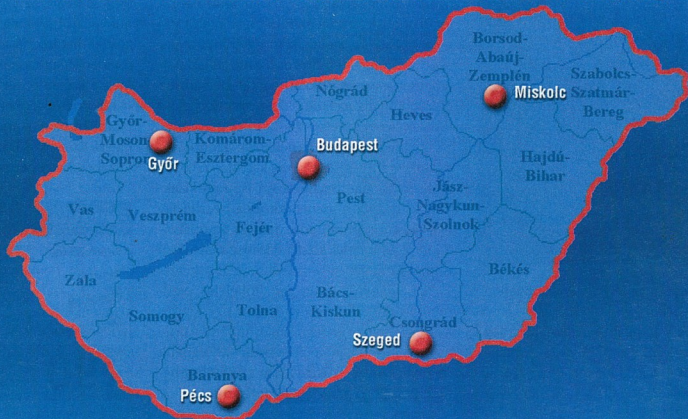 Borsod-
Abaúj-
Zemplén
Szabolcs-
Szatmár-
Bereg
Miskolc
Nógrád
Heves
Győr-
Moson
Sopron
Győr
Komárom-
Esztergom
Budapest
Hajdú-
Bihar
Vas
Veszprém
Fejér
Pest
Jász-
Nagykun-
Szolnok
Zala
Somogy
Tolna
Bács-
Kiskun
Békés
Csongrád
Szeged
Baranya
Pécs